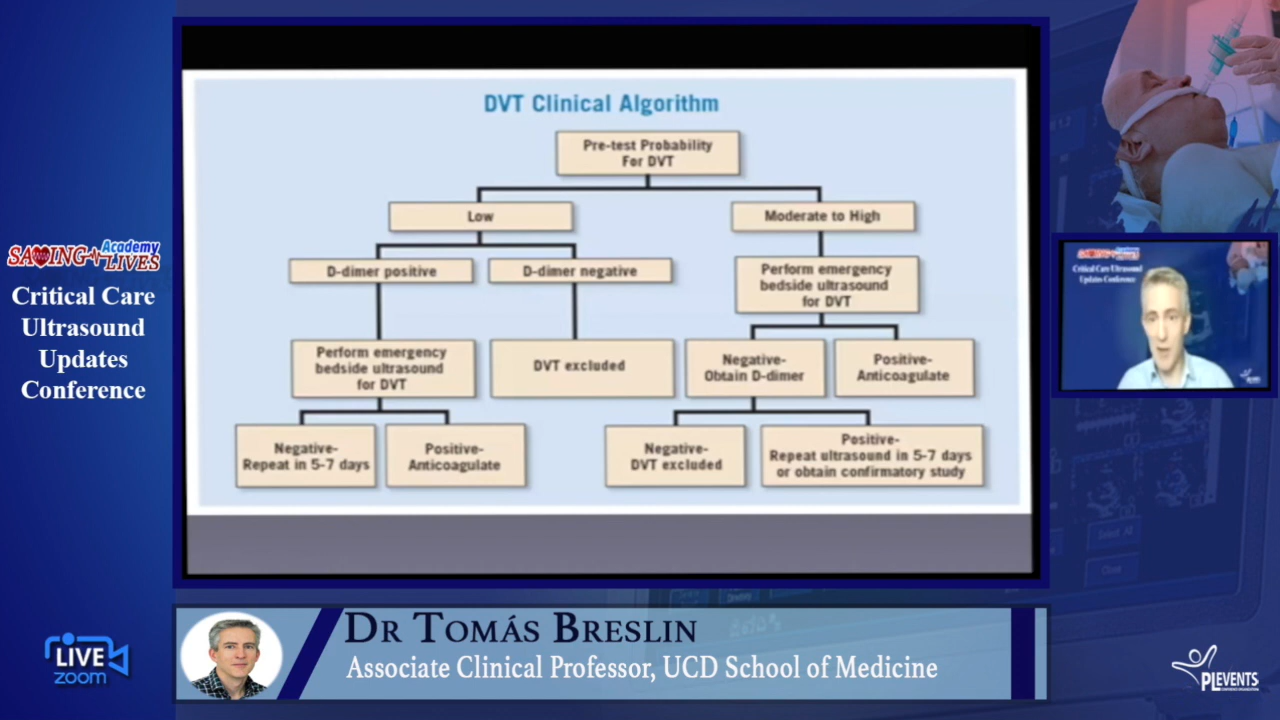 DVT Clinical Algorithm
Pre-test Probability
For DVT
Low
Moderate to High
D-dimer positive
D-dimer negative
Perform emergency
bedside ultrasound
for DVT
Perform emergency
bedside ultrasound
for DVT
DVT excluded
Negative-
Obtain D-dimer
Positive-
Anticoagulate
Negative-
Repeat in 5-7 days
Positive-
Anticoagulate
Negative-
DVT excluded
Positive-
Repeat ultrasound in 5-7 days
or obtain confirmatory study
SAVING Academy
LIVES
Critical Care
Ultrasound
Updates
Conference
Critical Care Ultrasound
Updates Conference
LIVE
zoom
DR TOMÁS BRESLIN
Associate Clinical Professor, UCD School of Medicine
PLEVENTS